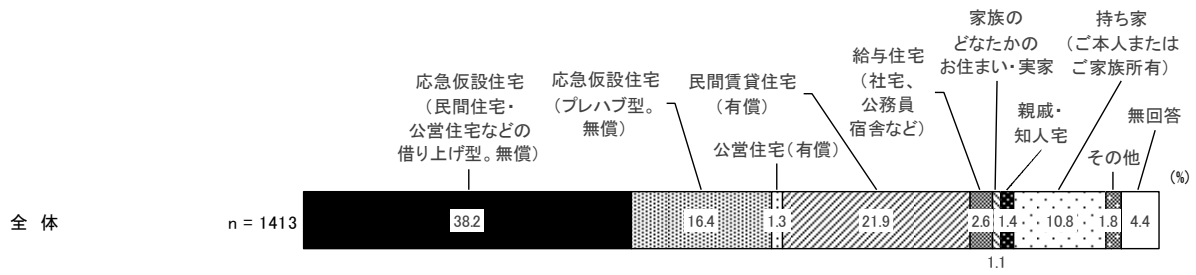 家族の
どなたかの
お住まい・実家
持ち家
(ご本人または
ご家族所有)
給与住宅
(社宅、
公務員
宿舎など)
応急仮設住宅
(民間住宅・
公営住宅などの
借り上げ型。無償)
応急仮設住宅
(プレハブ型。
無償)
民間賃貸住宅
(有償)
公営住宅(有償)
親戚・
知人宅
無回答
その他
(%)
全 体
n = 1413
38.2
16.4
1.3
21.9
2.6
1.4
10.8
1.8
4.4
1.1